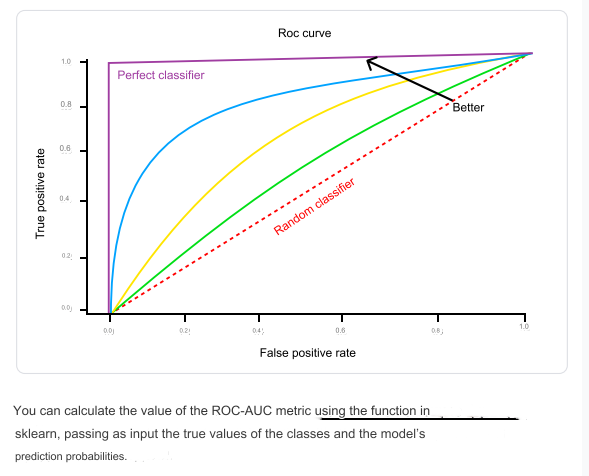 Roc curve
1.0
Perfect classifier
0.8
Better
0.6
True positive rate
0.4
Random classifier
0.2
0.0
0.0
0.2
0.4
0.6
0.8
1.0
False positive rate
You can calculate the value of the ROC-AUC metric using the function in
sklearn, passing as input the true values of the classes and the model's
prediction probabilities.